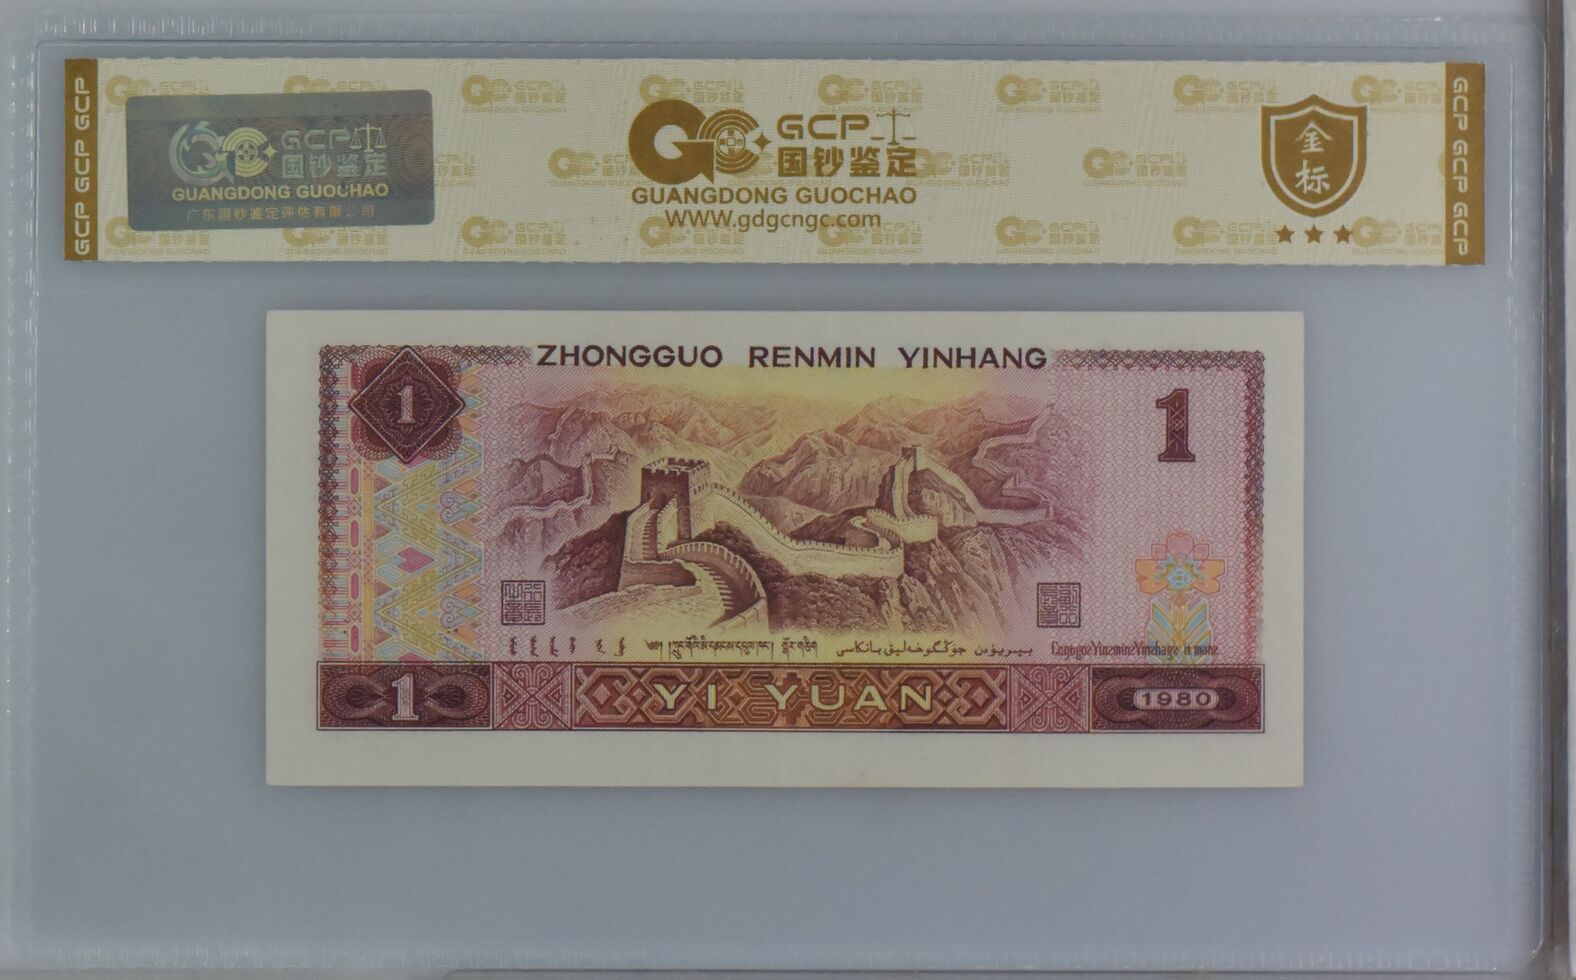 GCP GCP GCP
GCP
国钞鉴定
GUANGDONG GUOCHAO
广东国钞鉴定评估有限公司
GCP
国钞鉴定
GUANGDONG GUOCHAO
WWW.gdgcngc.com
金标
GCP GCP GCP
ZHONGGUO RENMIN YINHANG
1
1
1
YI YUAN
1980